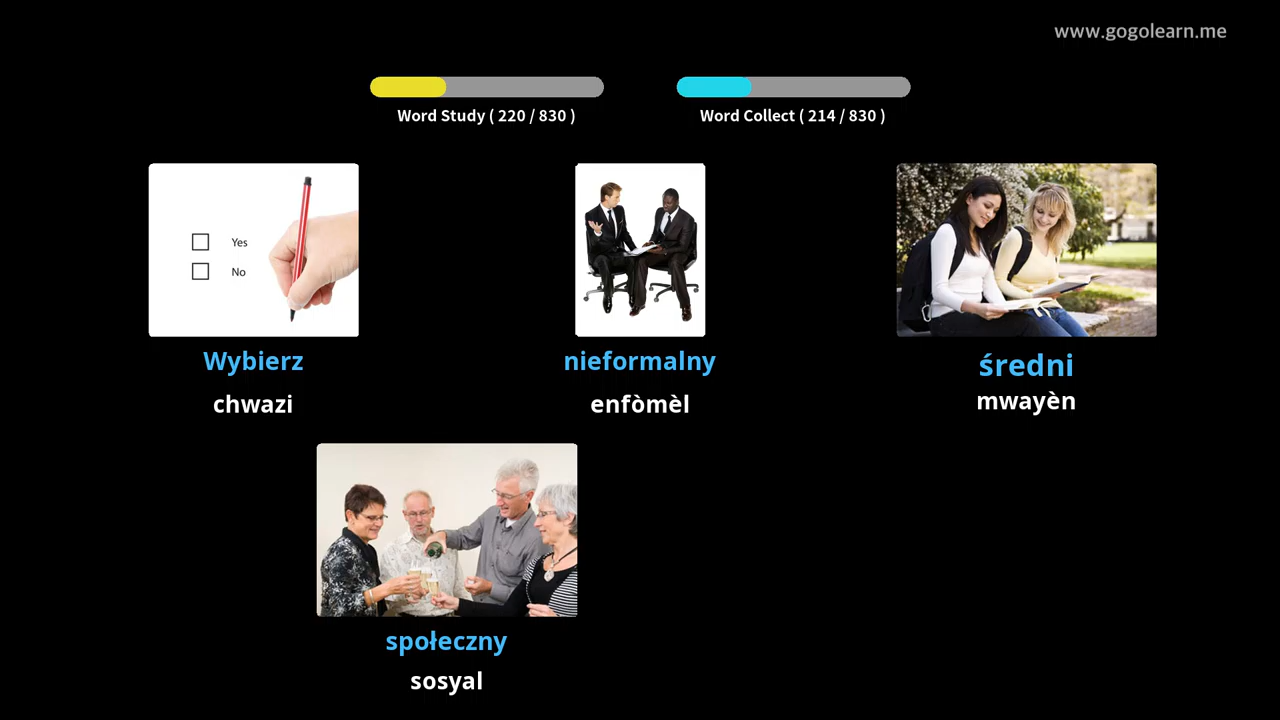 www.gogolearn.me
Word Study ( 220 / 830 )
Word Collect ( 214 / 830 )
Yes
No
Wybierz
nieformalny
średni
chwazi
enfòmèl
mwayèn
społeczny
sosyal